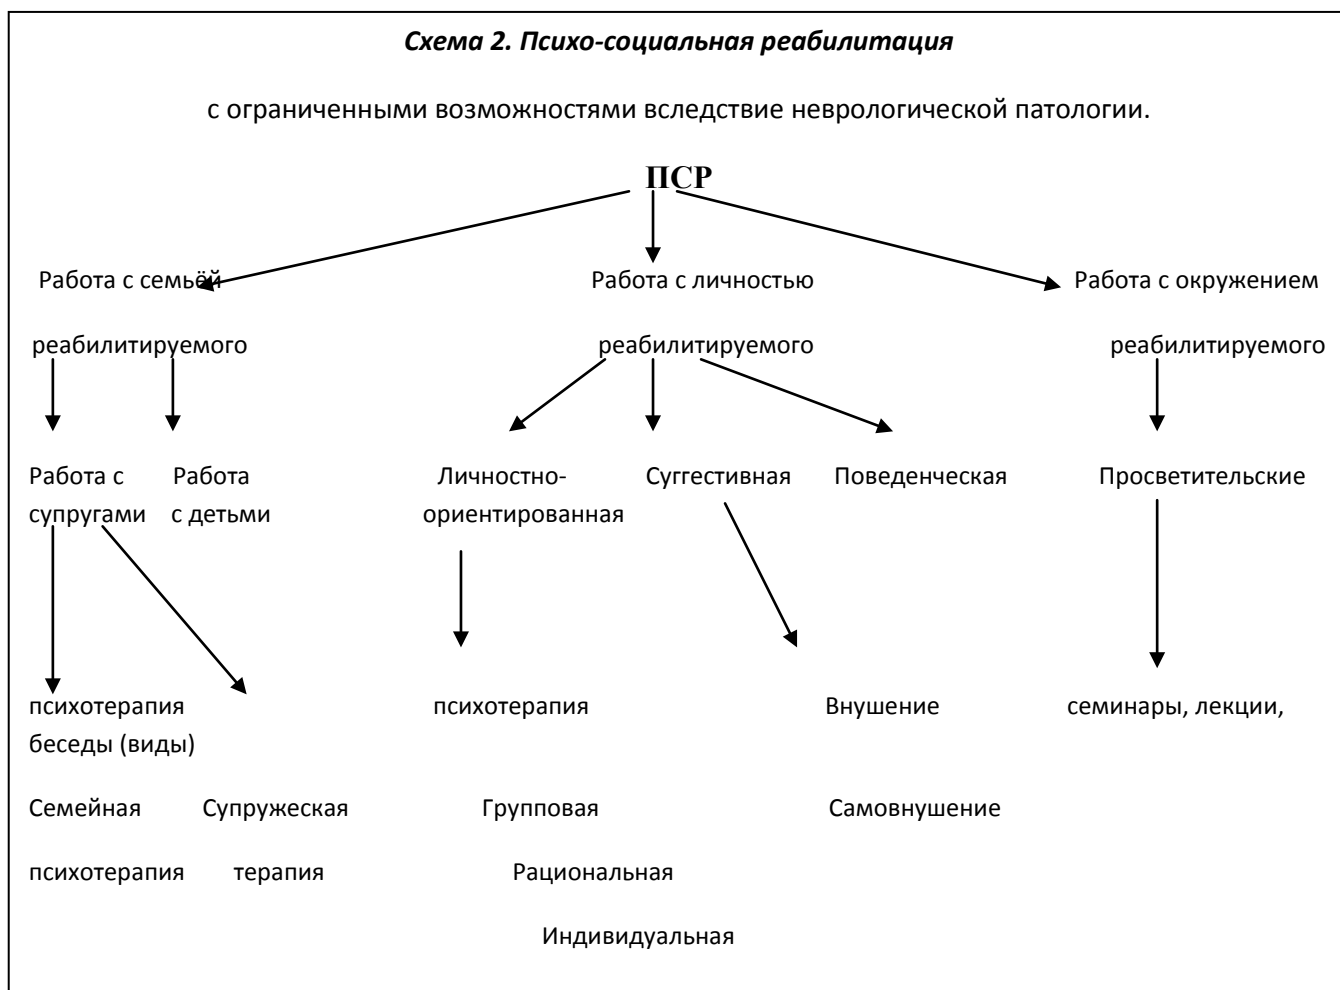 Схема 2. Психо-социальная реабилитация
с ограниченными возможностями вследствие неврологической патологии.
ПСР
Работа с семьёй Работа с личностью Работа с окружением
реабилитируемого реабилитируемого реабилитируемого
Работа с Работа Личностно- Суггестивная Поведенческая Просветительские
супругами с детьми ориентированная
психотерапия психотерапия Внушение семинары, лекции,
беседы (виды)
Семейная Супружеская Групповая Самовнушение
психотерапия терапия Рациональная
Индивидуальная